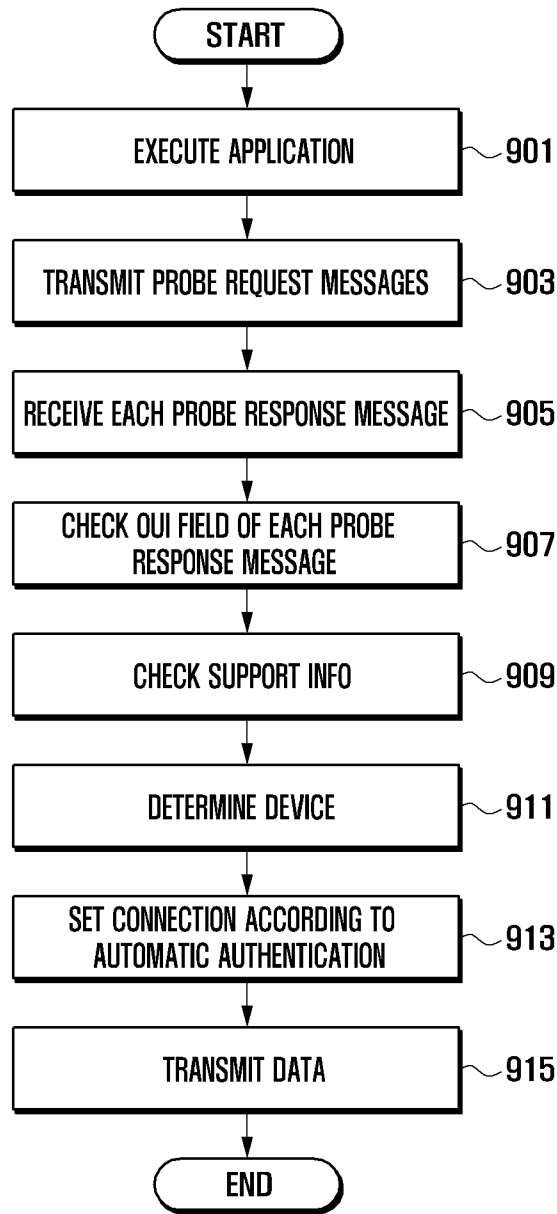 START
EXECUTE APPLICATION
901
TRANSMIT PROBE REQUEST MESSAGES
903
RECEIVE EACH PROBE RESPONSE MESSAGE
905
CHECK OUI FIELD OF EACH PROBE
RESPONSE MESSAGE
907
CHECK SUPPORT INFO
909
DETERMINE DEVICE
911
SET CONNECTION ACCORDING TO
AUTOMATIC AUTHENTICATION
913
TRANSMIT DATA
915
END